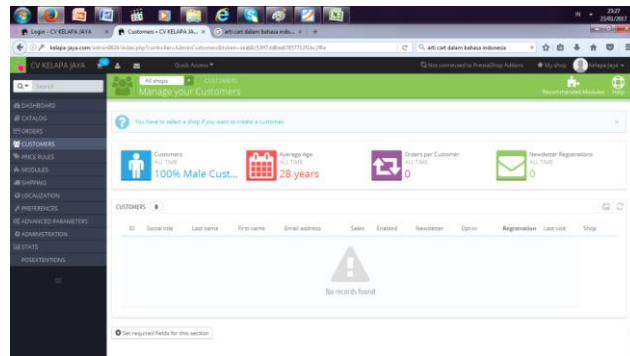 IN
23:27
23/01/2017
Login - CV KELAPA JAYA
Customers • CV KELAPA JA...
arti cart dalam bahasa indo...
kelapa-jaya.com
arti cart dalam bahasa indonesia
CV KELAPA JAYA
Quick Access
Not connected to PrestaShop Addons
My shop
Kelapa Jaya
Search
All shops
CUSTOMERS
Manage your Customers
Recommended Modules
Help
DASHBOARD
CATALOG
ORDERS
CUSTOMERS
PRICE RULES
MODULES
SHIPPING
LOCALIZATION
PREFERENCES
ADVANCED PARAMETERS
ADMINISTRATION
STATS
POSEXTENTIONS
You have to select a shop if you want to create a customer.
Customers
ALL TIME
100% Male Cust...
Average Age
ALL TIME
28 years
Orders per Customer
ALL TIME
0
Newsletter Registrations
ALL TIME
0
CUSTOMERS 0
ID Social title Last name First name Email address Sales Enabled Newsletter Opt-in Registration Last visit Shop
No records found
Set required fields for this section